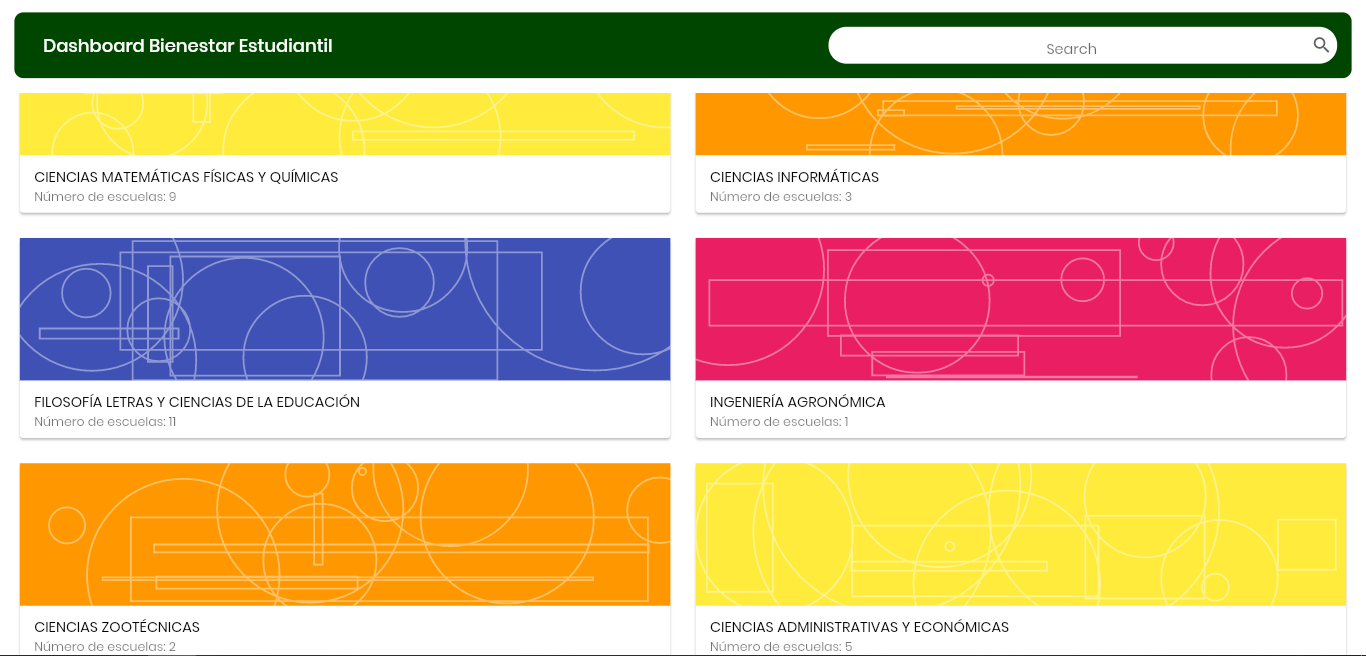 Dashboard Bienestar Estudiantil
Search
CIENCIAS MATEMÁTICAS FÍSICAS Y QUÍMICAS
Número de escuelas: 9
CIENCIAS INFORMÁTICAS
Número de escuelas: 3
FILOSOFÍA LETRAS Y CIENCIAS DE LA EDUCACIÓN
Número de escuelas: 11
INGENIERÍA AGRONÓMICA
Número de escuelas: 1
CIENCIAS ZOOTÉCNICAS
Número de escuelas: 2
CIENCIAS ADMINISTRATIVAS Y ECONÓMICAS
Número de escuelas: 5